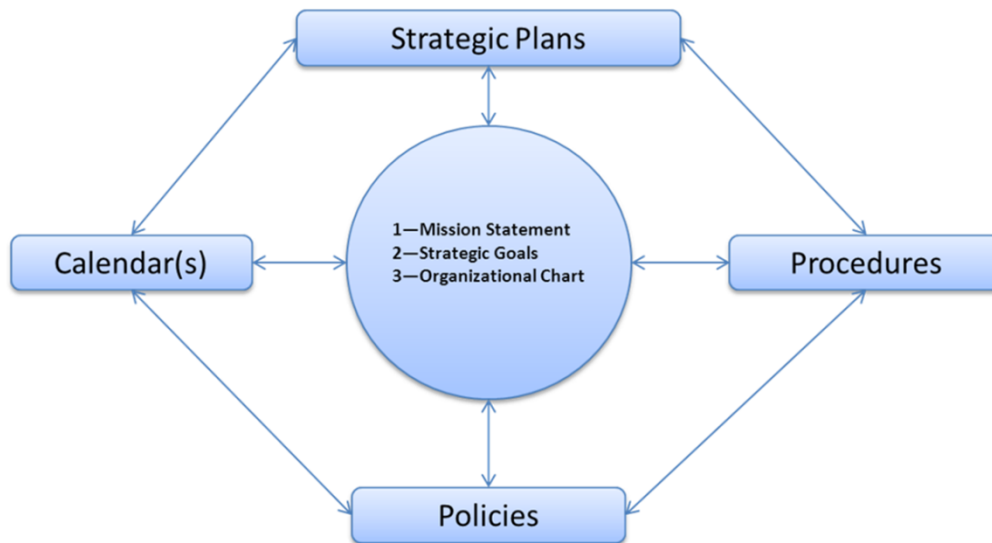 Strategic Plans
1—Mission Statement
2—Strategic Goals
3—Organizational Chart
Calendar(s)
Procedures
Policies